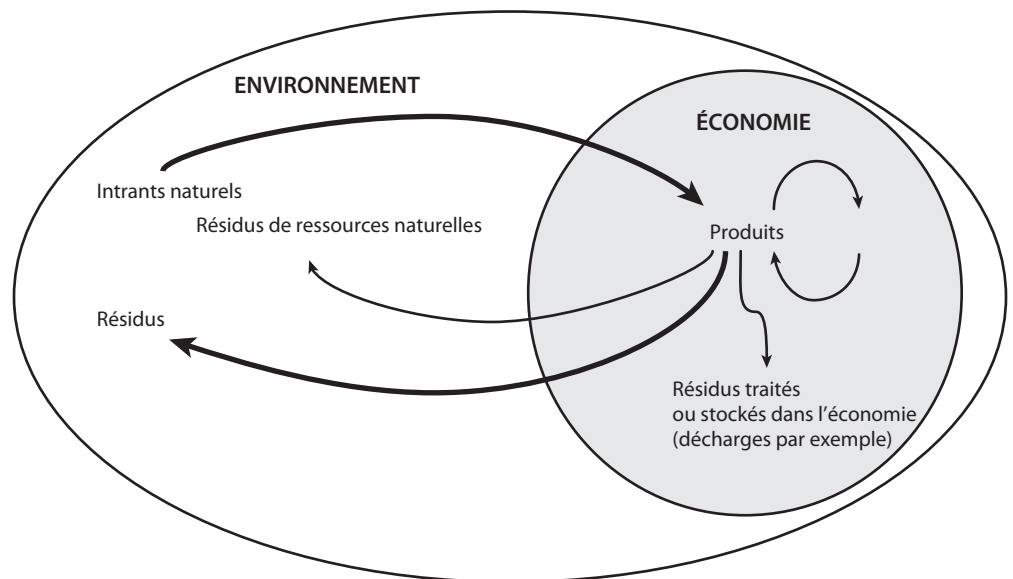 ENVIRONNEMENT
ÉCONOMIE
Intrants naturels
Résidus de ressources naturelles
Produits
Résidus
Résidus traités
ou stockés dans l'économie
(décharges par exemple)